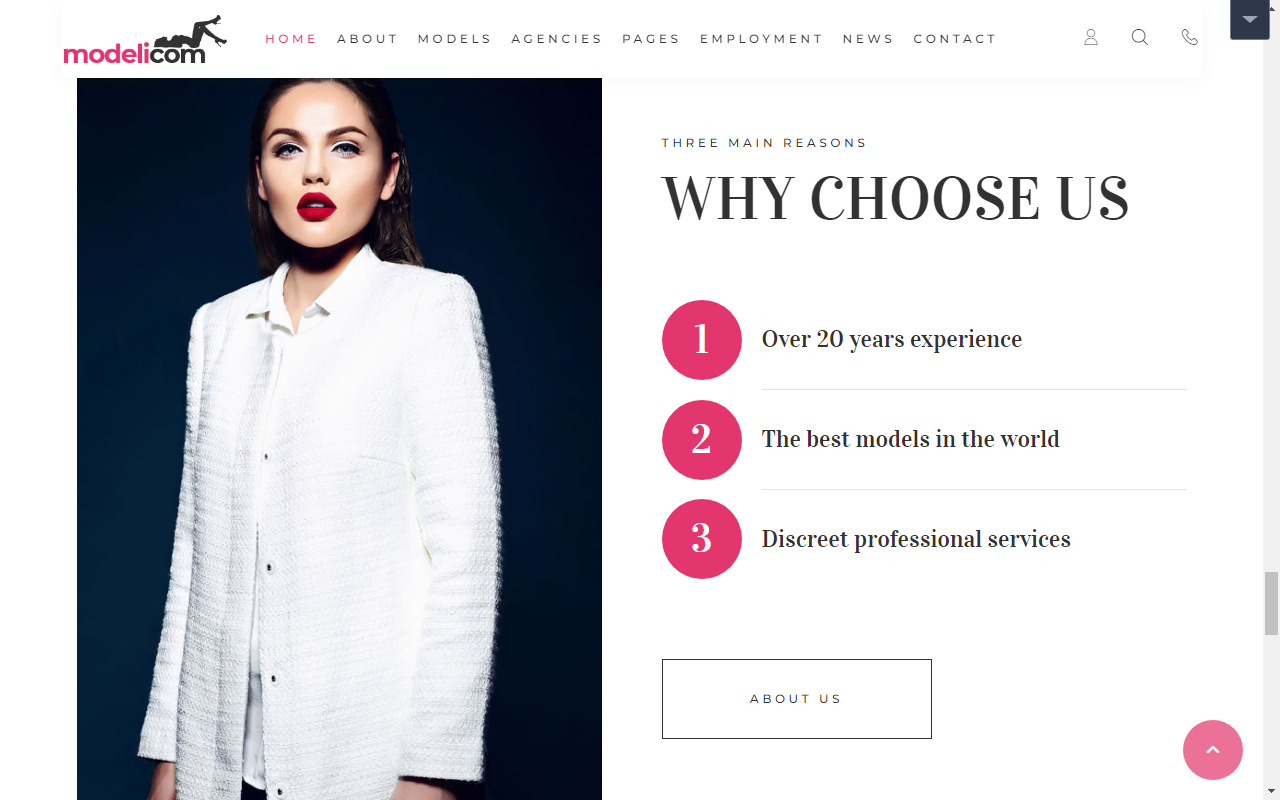 modelicom
HOME ABOUT MODELS AGENCIES PAGES EMPLOYMENT NEWS CONTACT
THREE MAIN REASONS
WHY CHOOSE US
1 Over 20 years experience
2 The best models in the world
3 Discreet professional services
ABOUT US